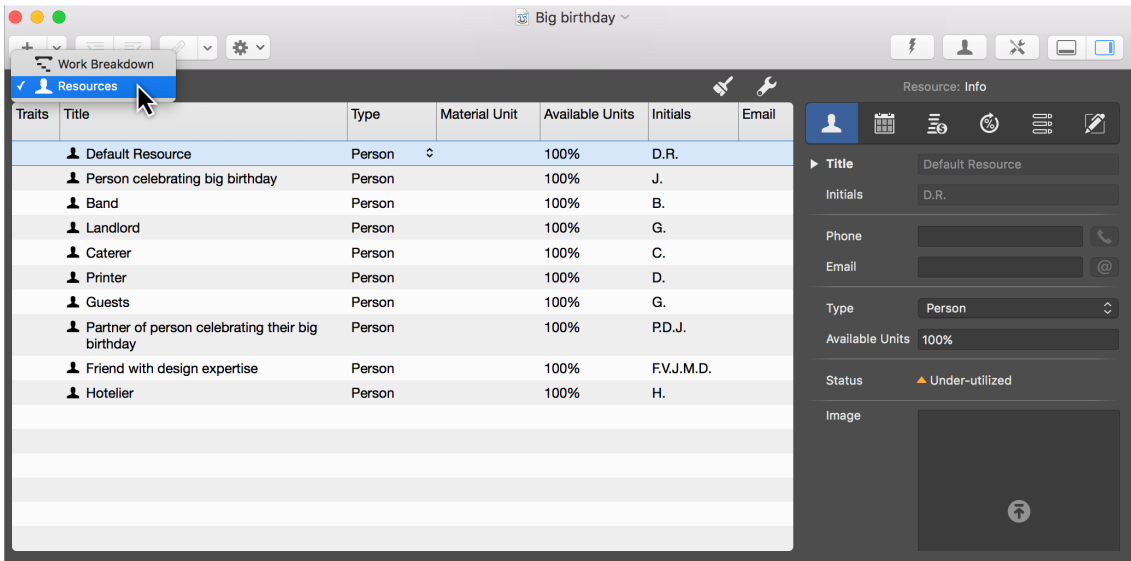 Big birthday
Work Breakdown
✓ Resources
Resource: Info
Traits Title Type Material Unit Available Units Initials Email
Default Resource Person 100% D.R.
Person celebrating big birthday Person 100% J.
Band Person 100% B.
Landlord Person 100% G.
Caterer Person 100% C.
Printer Person 100% D.
Guests Person 100% G.
Partner of person celebrating their big Person 100% P.D.J.
birthday
Friend with design expertise Person 100% F.V.J.M.D.
Hotelier Person 100% H.
Title Default Resource
Initials D.R.
Phone
Email @
Type Person
Available Units 100%
Status Under-utilized
Image